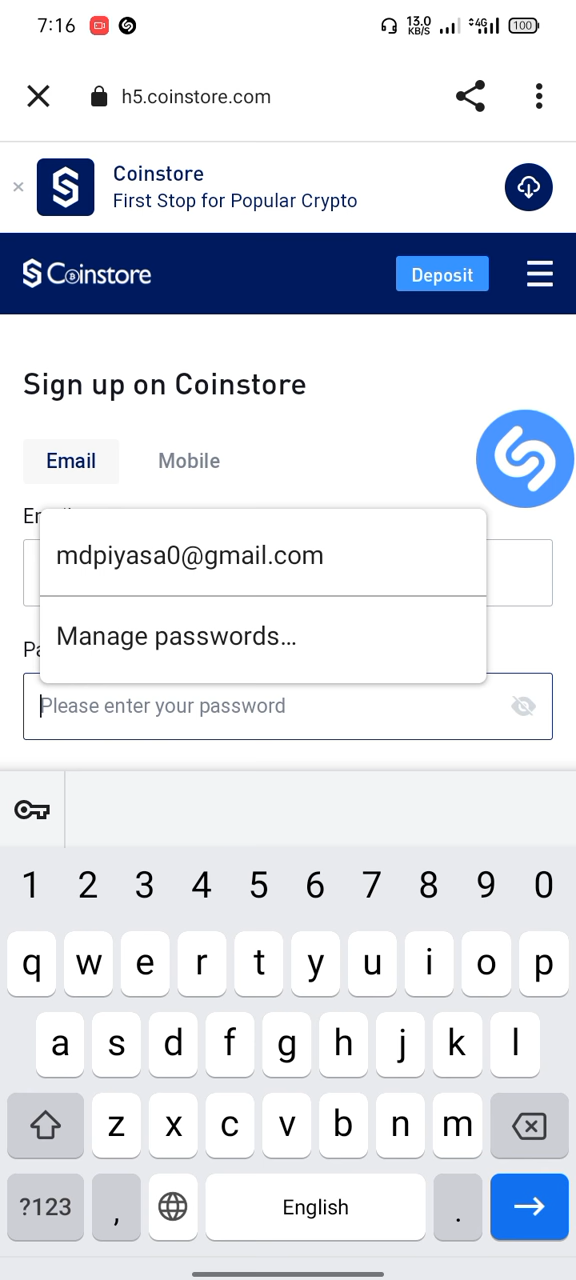 7:16 13.0 KB/S 4G 100
h5.coinstore.com
Coinstore
First Stop for Popular Crypto
Coinstore Deposit
Sign up on Coinstore
Email Mobile
mdpiyasa0@gmail.com
Manage passwords...
Please enter your password
1 2 3 4 5 6 7 8 9 0
q w e r t y u i o p
a s d f g h j k l
z x c v b n m
?123 , English .